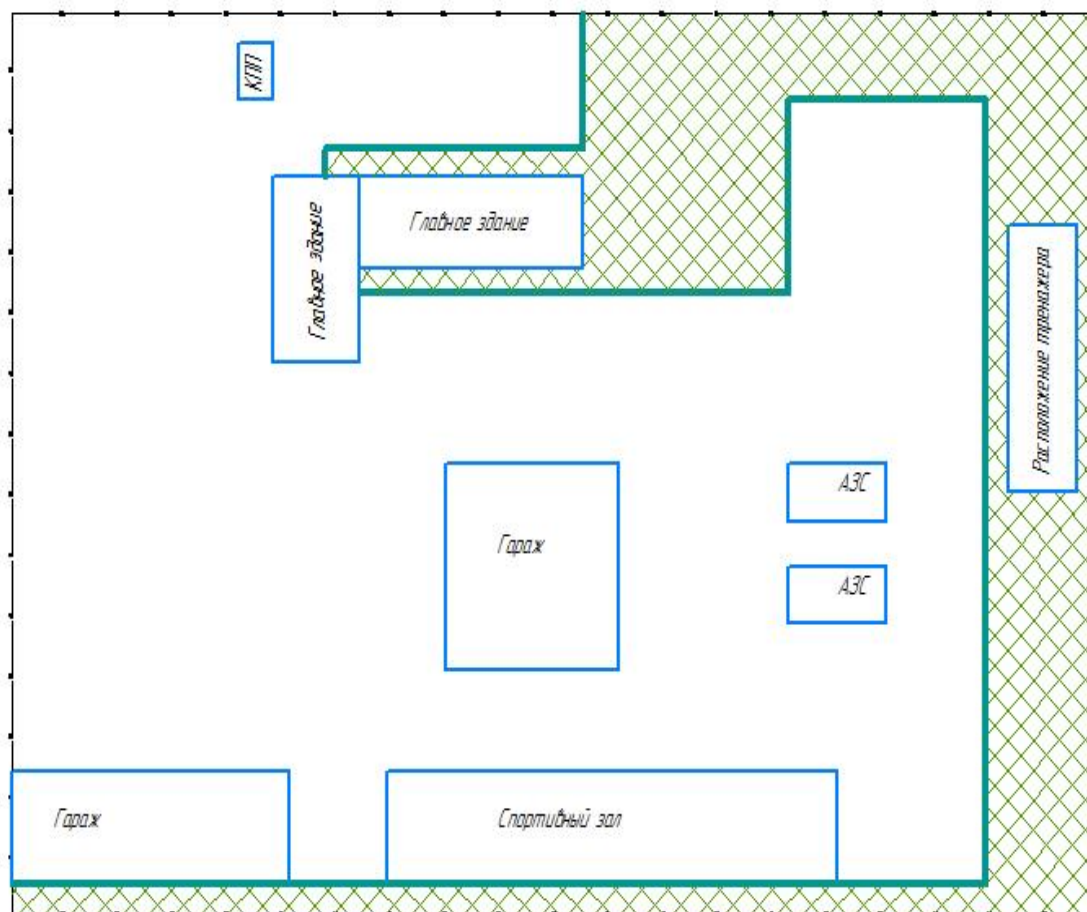 КПП
Главное здание
Главное здание
Расположение тренажера
АЗС
Гараж
АЗС
Гараж
Спортивный зал